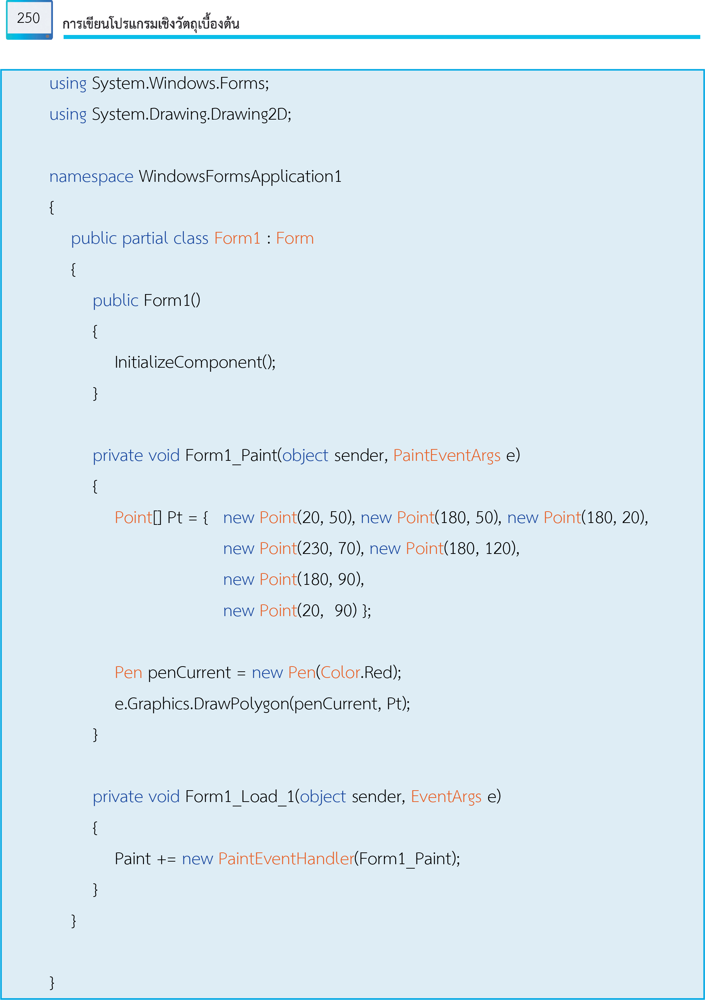 250
การเขียนโปรแกรมเชิงวัตถุเบื้องต้น
using System.Windows.Forms;
using System.Drawing.Drawing2D;
namespace WindowsFormsApplication1
{
public partial class Form1 : Form
{
public Form1()
{
InitializeComponent();
}
private void Form1_Paint(object sender, PaintEventArgs e)
{
Point[] Pt = { new Point(20, 50), new Point(180, 50), new Point(180, 20),
new Point(230, 70), new Point(180, 120),
new Point(180, 90),
new Point(20, 90) };
Pen penCurrent = new Pen(Color.Red);
e.Graphics.DrawPolygon(penCurrent, Pt);
}
private void Form1_Load_1(object sender, EventArgs e)
{
Paint += new PaintEventHandler(Form1_Paint);
}
}
}